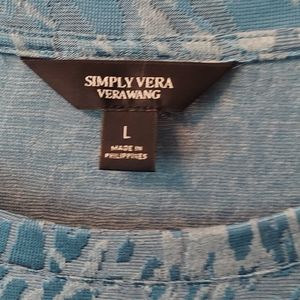 SIMPLY VERA
VERAWANG
L
MADE IN
PHILIPPINES